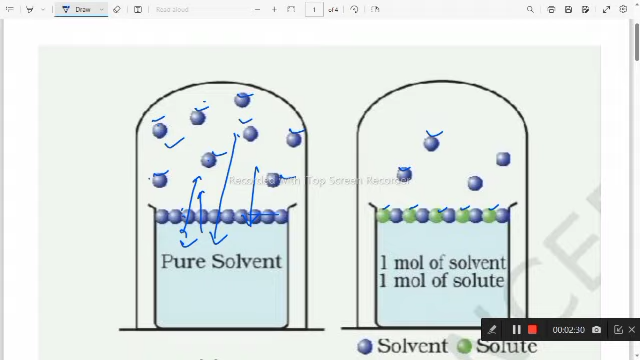 Draw
Read aloud
1
of 4
Recorded with Top Screen Recorder
Pure Solvent
1 mol of solvent
1 mol of solute
Solvent Solute
00:02:30